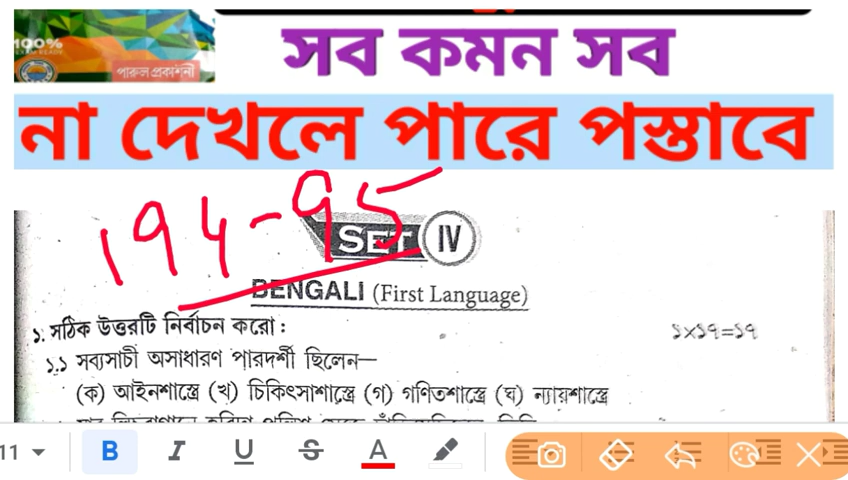 100%
পারুল প্রকাশনী
সব কমন সব
না দেখলে পারে পস্তাবে
194-95
SET IV
BENGALI (First Language)
১. সঠিক উত্তরটি নির্বাচন করো :
১×১৭=১৭
১.১ সব্যসাচী অসাধারণ পারদর্শী ছিলেন—
(ক) আইনশাস্ত্রে (খ) চিকিৎসাশাস্ত্রে (গ) গণিতশাস্ত্রে (ঘ) ন্যায়শাস্ত্রে
11
B I U S A